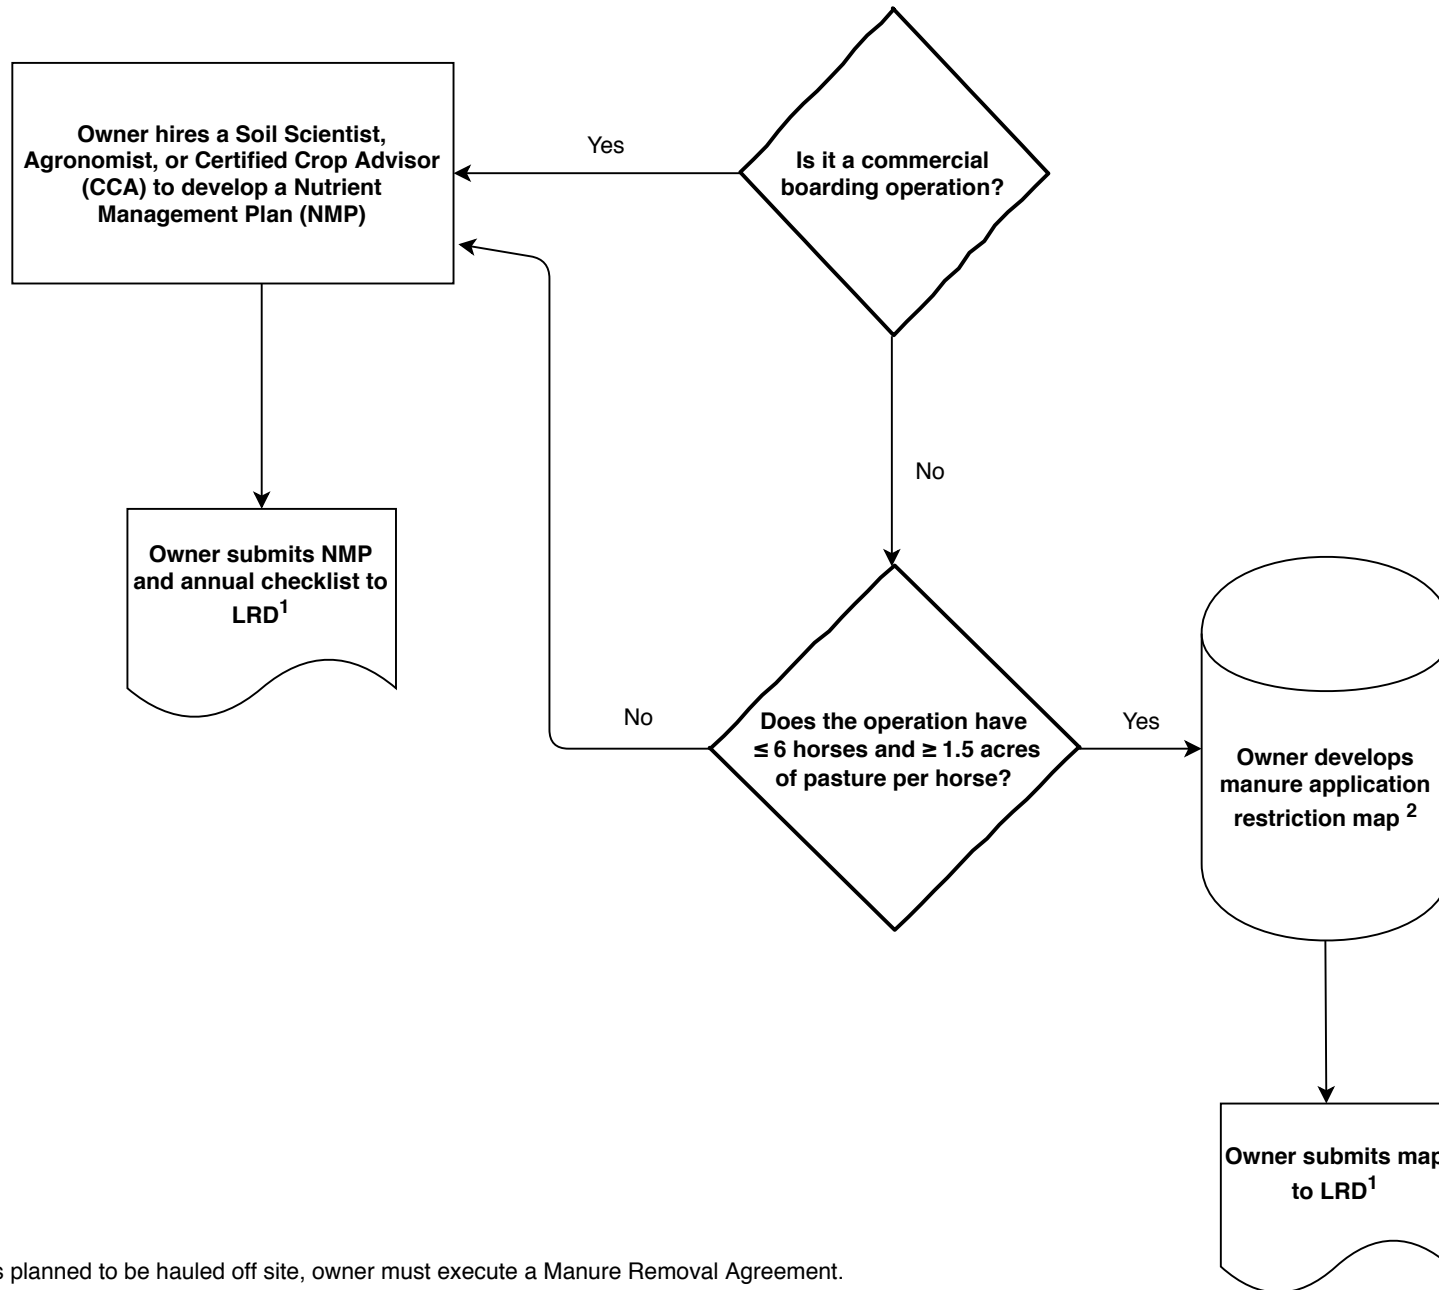 Is it a commercial
boarding operation?
Yes
Owner hires a Soil Scientist,
Agronomist, or Certified Crop Advisor
(CCA) to develop a Nutrient
Management Plan (NMP)
No
Owner submits NMP
and annual checklist to
LRD1
Does the operation have
≤ 6 horses and ≥ 1.5 acres
of pasture per horse?
No
Yes
Owner develops
manure application
restriction map 2
Owner submits map
to LRD1
planned to be hauled off site, owner must execute a Manure Removal Agreement.